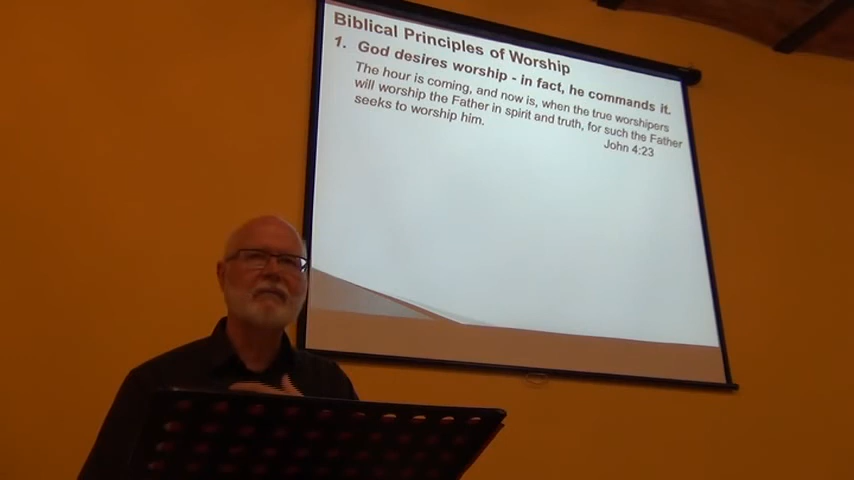 Biblical Principles of Worship
1. God desires worship - in fact, he commands it.
The hour is coming, and now is, when the true worshipers
will worship the Father in spirit and truth, for such the Father
seeks to worship him.
John 4:23